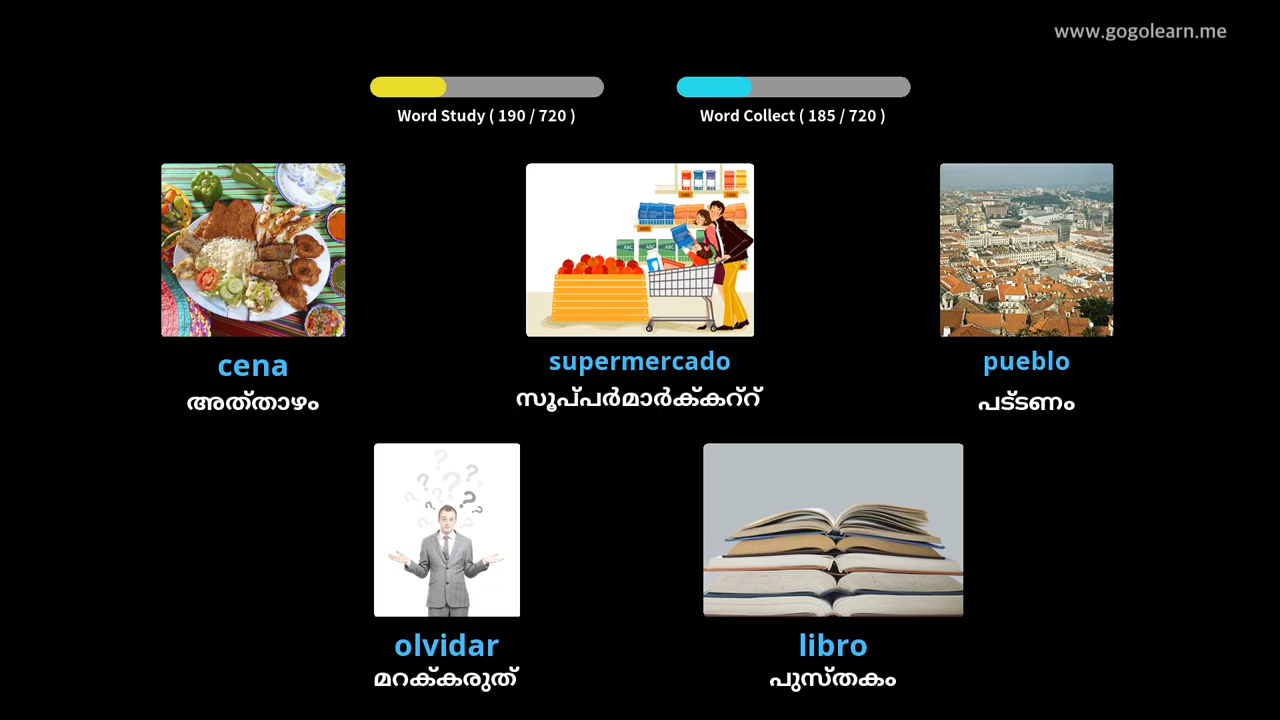 www.gogolearn.me
Word Study ( 190 / 720 )
Word Collect ( 185 / 720 )
cena
അത്താഴം
supermercado
സൂപ്പർമാർക്കറ്റ്
pueblo
പട്ടണം
olvidar
മറക്കരുത്
libro
പുസ്തകം